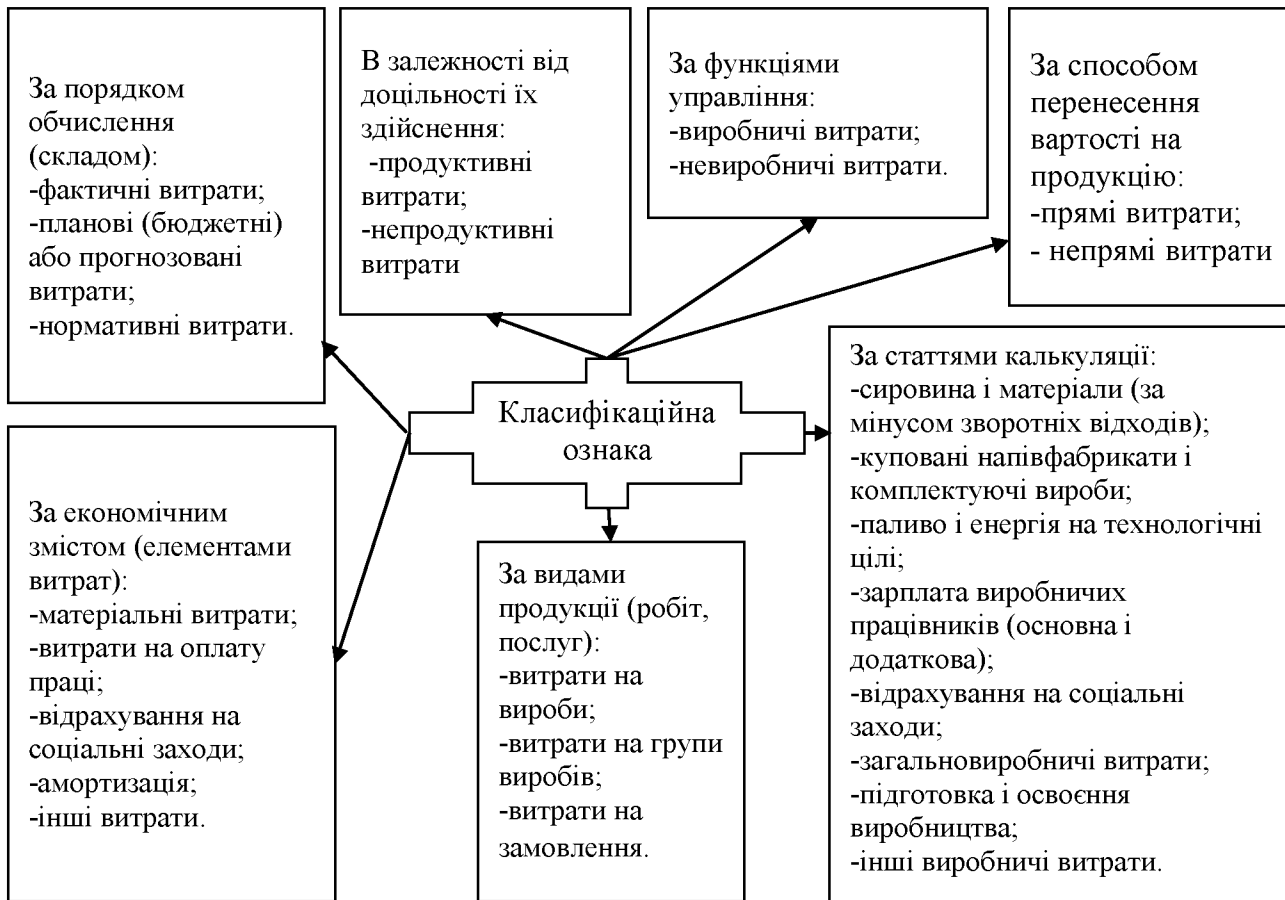 За порядком
обчислення
(складом):
-фактичні витрати;
-планові (бюджетні)
або прогнозовані
витрати;
-нормативні витрати.
В залежності від
доцільності їх
здійснення:
-продуктивні
витрати;
-непродуктивні
витрати
За функціями
управління:
-виробничі витрати;
-невиробничі витрати.
За способом
перенесення
вартості на
продукцію:
-прямі витрати;
- непрямі витрати
Класифікаційна
ознака
За економічним
змістом (елементами
витрат):
-матеріальні витрати;
-витрати на оплату
праці;
-відрахування на
соціальні заходи;
-амортизація;
-інші витрати.
За видами
продукції (робіт,
послуг):
-витрати на
вироби;
-витрати на групи
виробів;
-витрати на
замовлення.
За статтями калькуляції:
-сировина і матеріали (за
мінусом зворотніх відходів);
-куповані напівфабрикати і
комплектуючі вироби;
-паливо і енергія на технологічні
цілі;
-зарплата виробничих
працівників (основна і
додаткова);
-відрахування на соціальні
заходи;
-загальновиробничі витрати;
-підготовка і освоєння
виробництва;
-інші виробничі витрати.